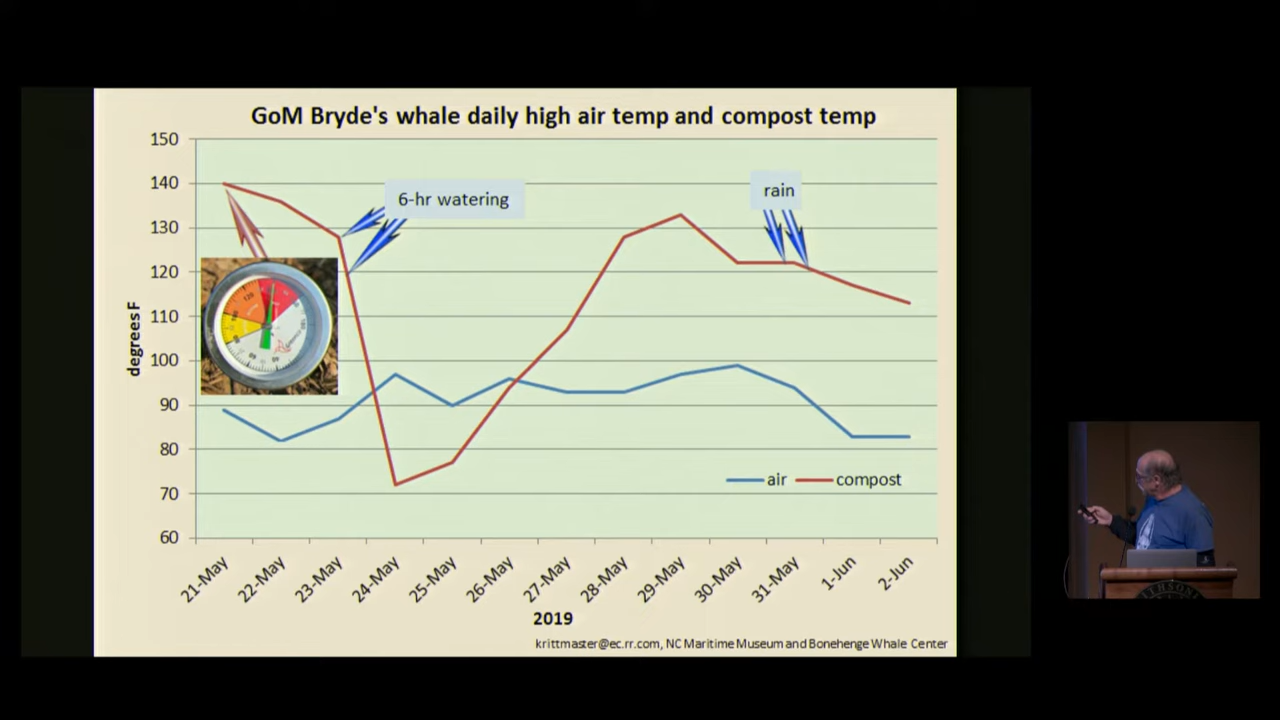 GoM Bryde's whale daily high air temp and compost temp
150
140
130
120
110
100
90
80
70
60
degrees F
6-hr watering
rain
air
compost
21-May
22-May
23-May
24-May
25-May
26-May
27-May
28-May
29-May
30-May
31-May
1-Jun
2-Jun
2019
krittmaster@ec.rr.com, NC Maritime Museum and Bonehenge Whale Center